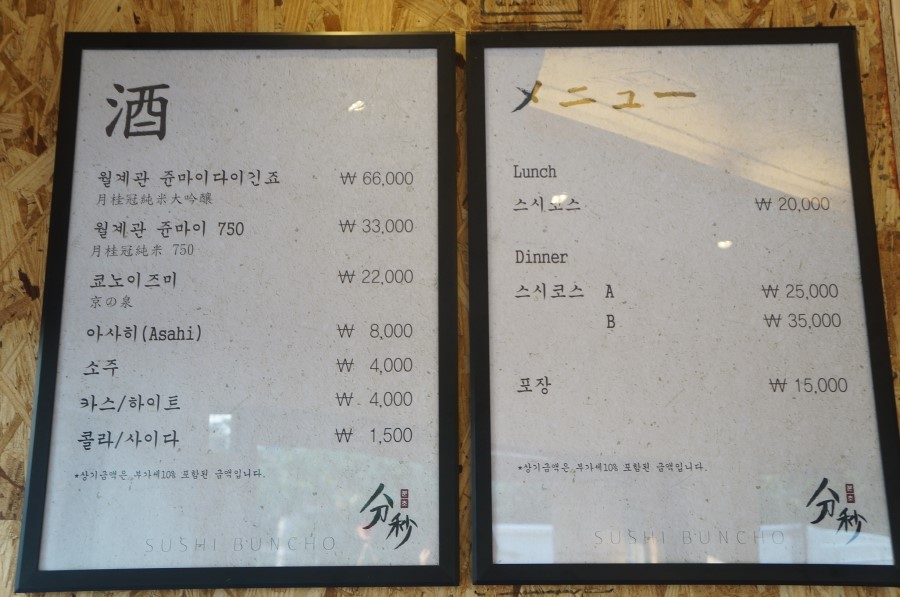 酒
월계관 쥰마이다이긴죠 ₩ 66,000
月桂冠純米大吟醸
월계관 쥰마이 750 ₩ 33,000
月桂冠純米 750
쿄노이즈미 ₩ 22,000
京の泉
아사히(Asahi) ₩ 8,000
소주 ₩ 4,000
카스/하이트 ₩ 4,000
콜라/사이다 ₩ 1,500
*상기금액은 부가세10% 포함된 금액입니다.
分秒
SUSHI BUNCHO
メニュー
Lunch
스시코스 ₩ 20,000
Dinner
스시코스 A ₩ 25,000
B ₩ 35,000
포장 ₩ 15,000
*상기금액은 부가세10% 포함된 금액입니다.
分秒
SUSHI BUNCHO